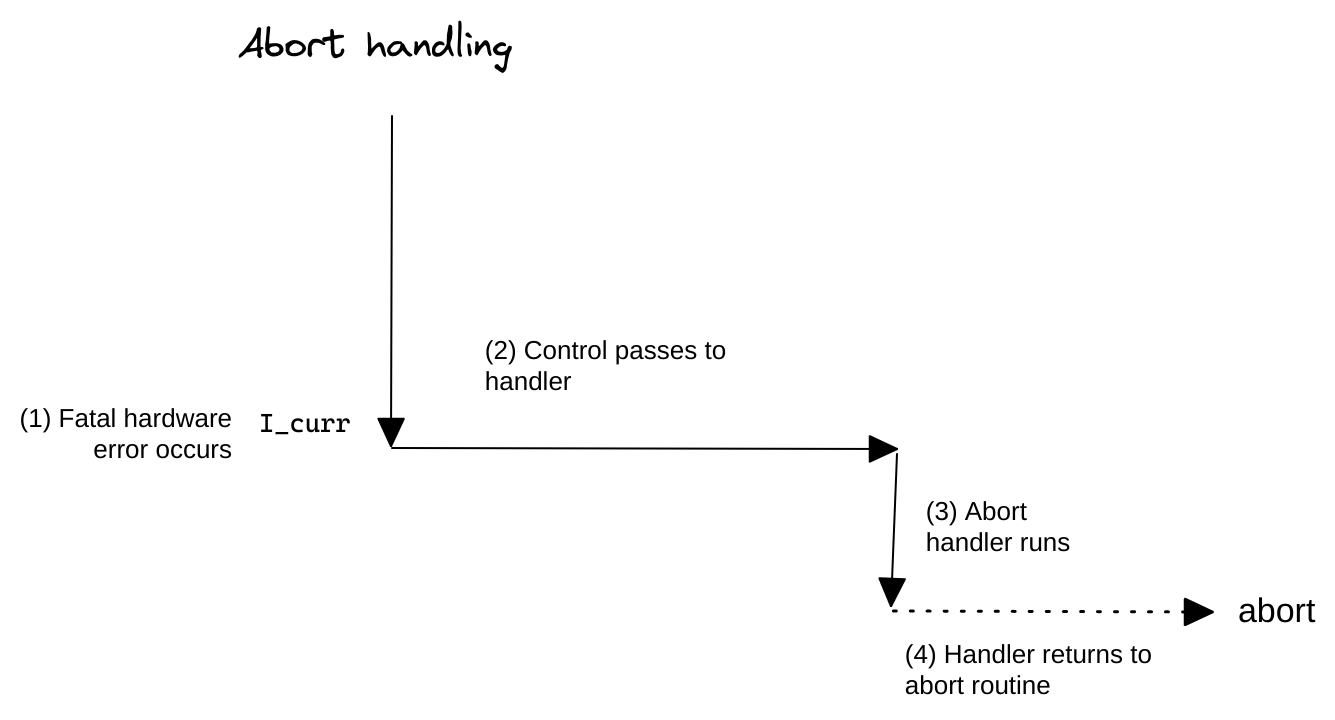 Abort handling
(2) Control passes to
handler
(1) Fatal hardware
error occurs
I_curr
(3) Abort
handler runs
abort
(4) Handler returns to
abort routine